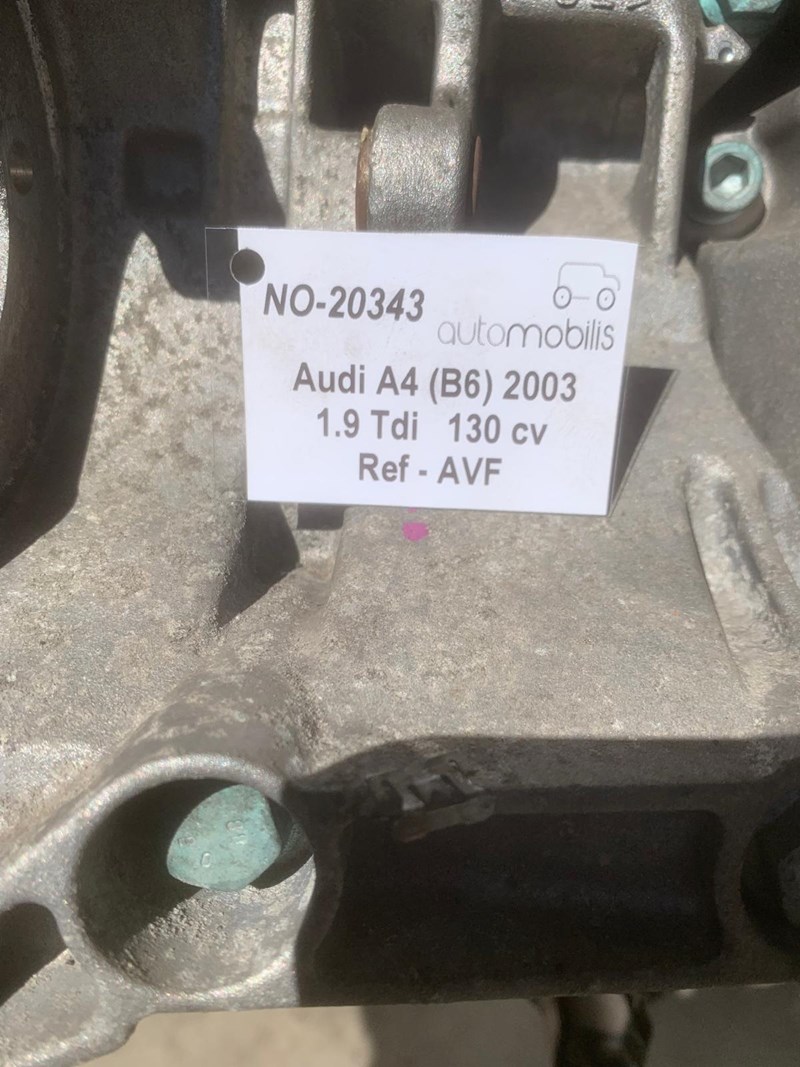 NO-20343
automobilis
Audi A4 (B6) 2003
1.9 Tdi 130 cv
Ref - AVF